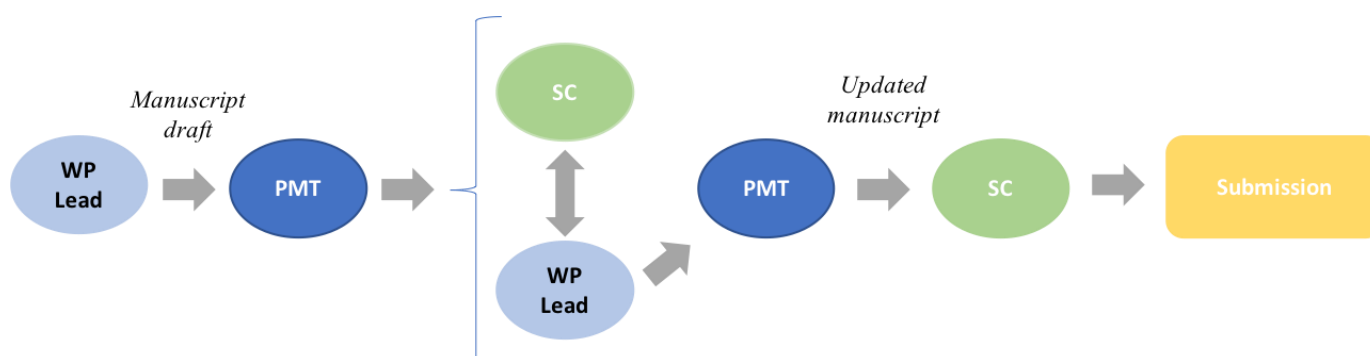 WP
Lead
Manuscript
draft
PMT
SC
WP
Lead
PMT
Updated
manuscript
SC
Submission